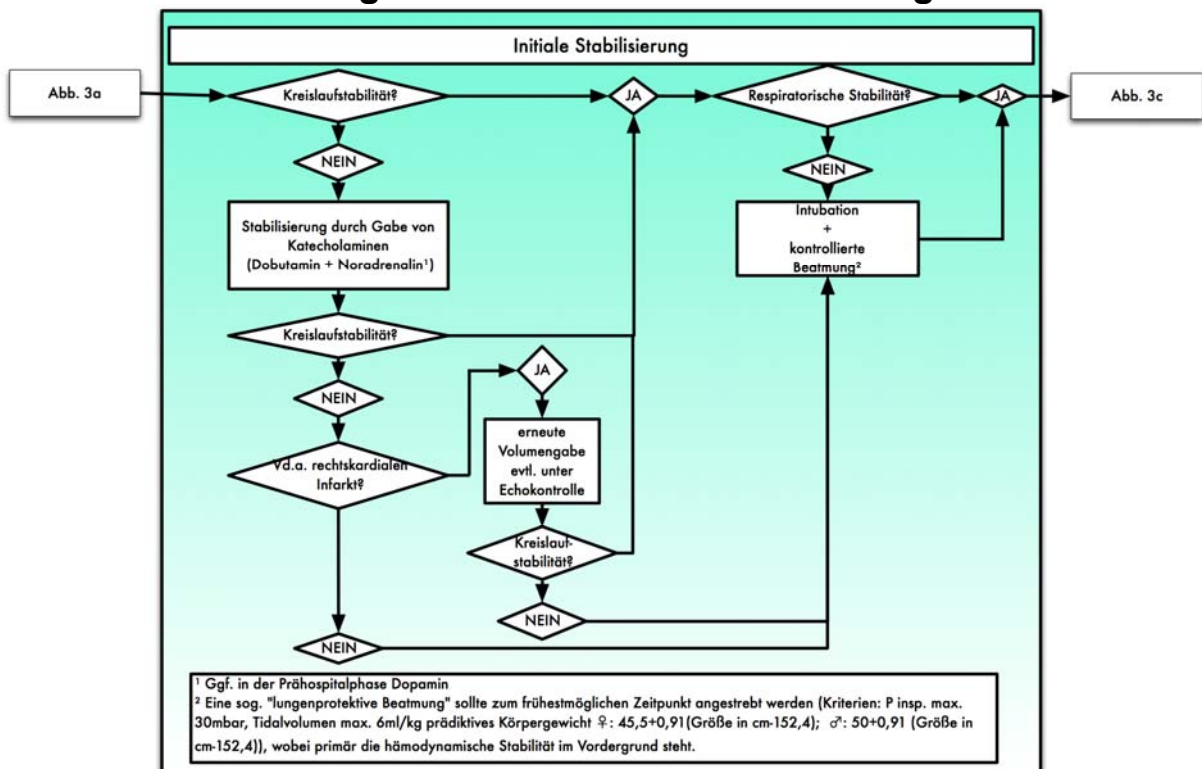 Initiale Stabilisierung
Abb. 3a
Kreislaufstabilität?
JA
Respiratorische Stabilität?
JA
Abb. 3c
NEIN
NEIN
Stabilisierung durch Gabe von
Katecholaminen
(Dobutamin + Noradrenalin¹)
Intubation
+
kontrollierte
Beatmung²
Kreislaufstabilität?
JA
NEIN
erneute
Volumengabe
evtl. unter
Echokontrolle
Vd.a. rechtskardialen
Infarkt?
Kreislauf-
stabilität?
NEIN
NEIN
¹ Ggf. in der Prähospitalphase Dopamin
² Eine sog. "lungenprotektive Beatmung" sollte zum frühestmöglichen Zeitpunkt angestrebt werden (Kriterien: P insp. max.
30mbar, Tidalvolumen max. 6ml/kg prädiktives Körpergewicht ♀: 45,5+0,91(Größe in cm-152,4); ♂: 50+0,91 (Größe in
cm-152,4)), wobei primär die hämodynamische Stabilität im Vordergrund steht.